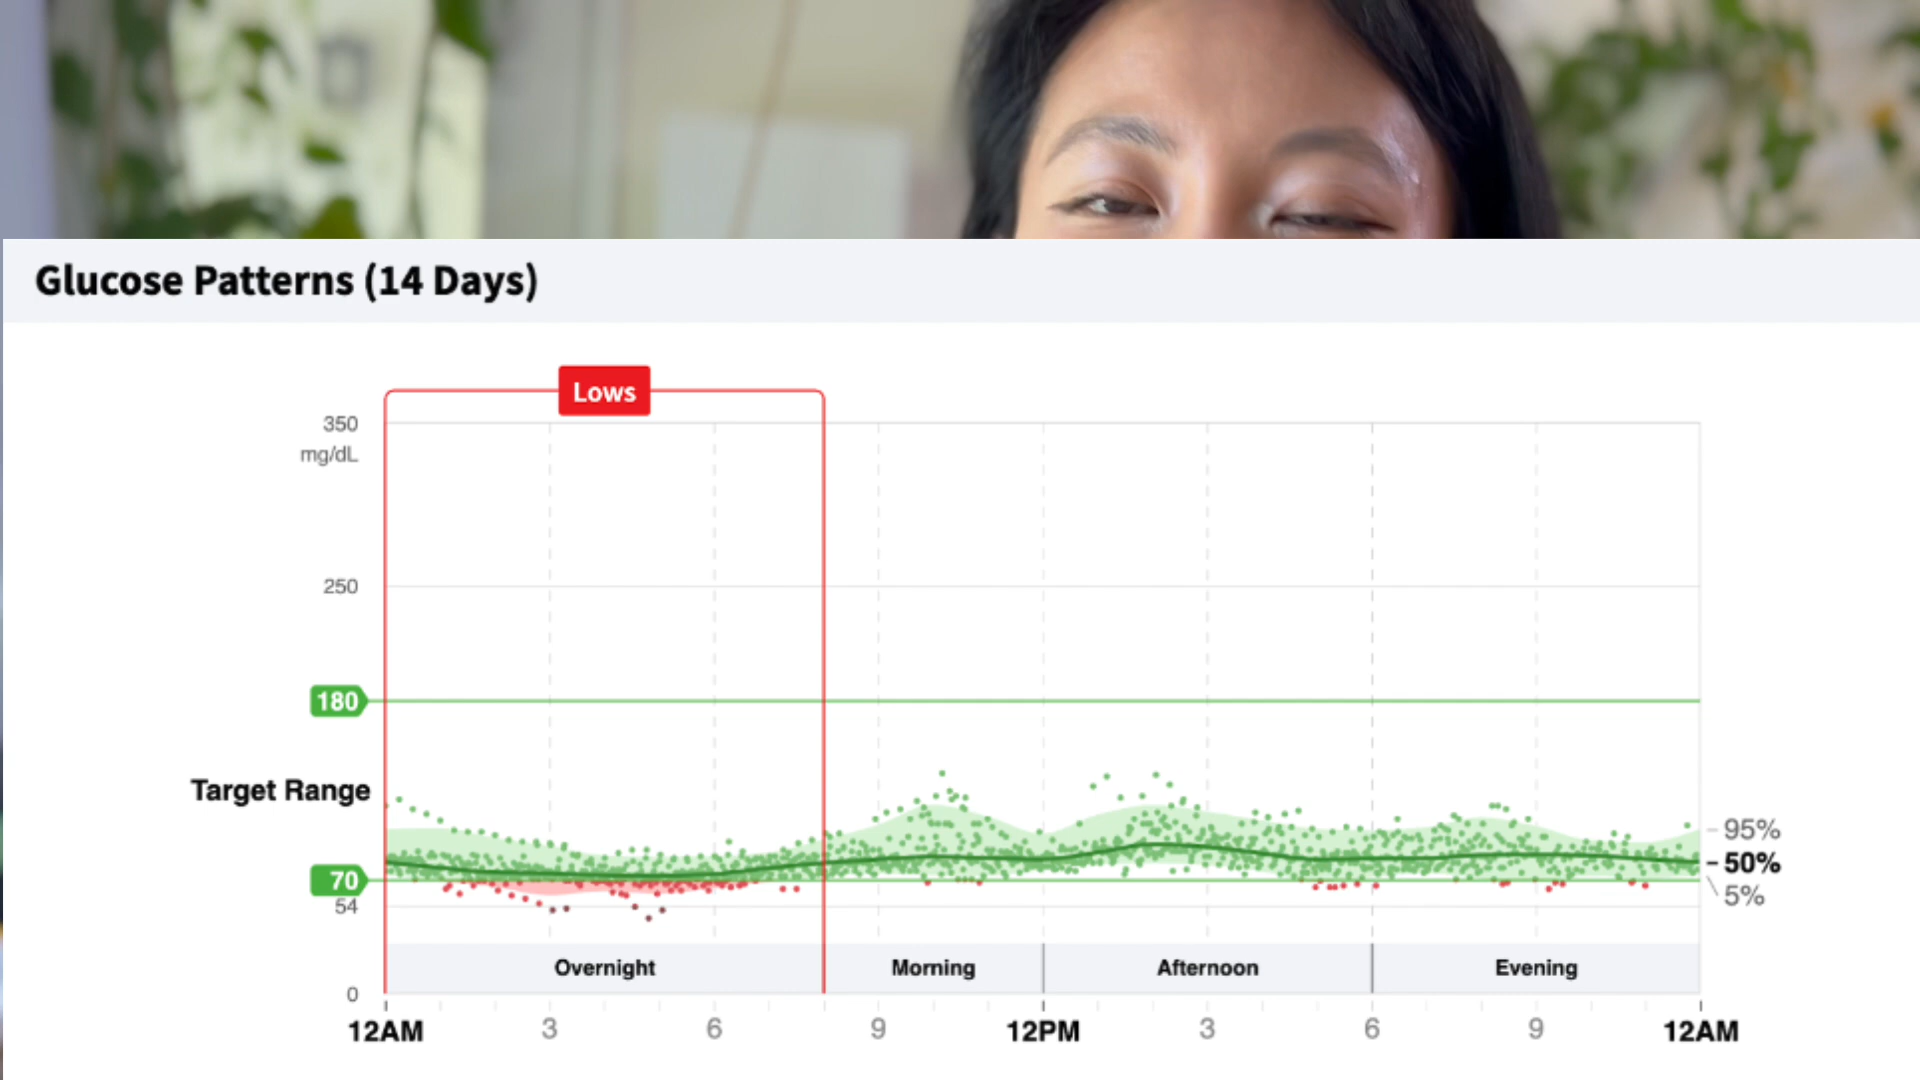 Glucose Patterns (14 Days)
Lows
350
mg/dL
250
180
Target Range
70
54
0
95%
50%
5%
Overnight
Morning
Afternoon
Evening
12AM
3
6
9
12PM
3
6
9
12AM